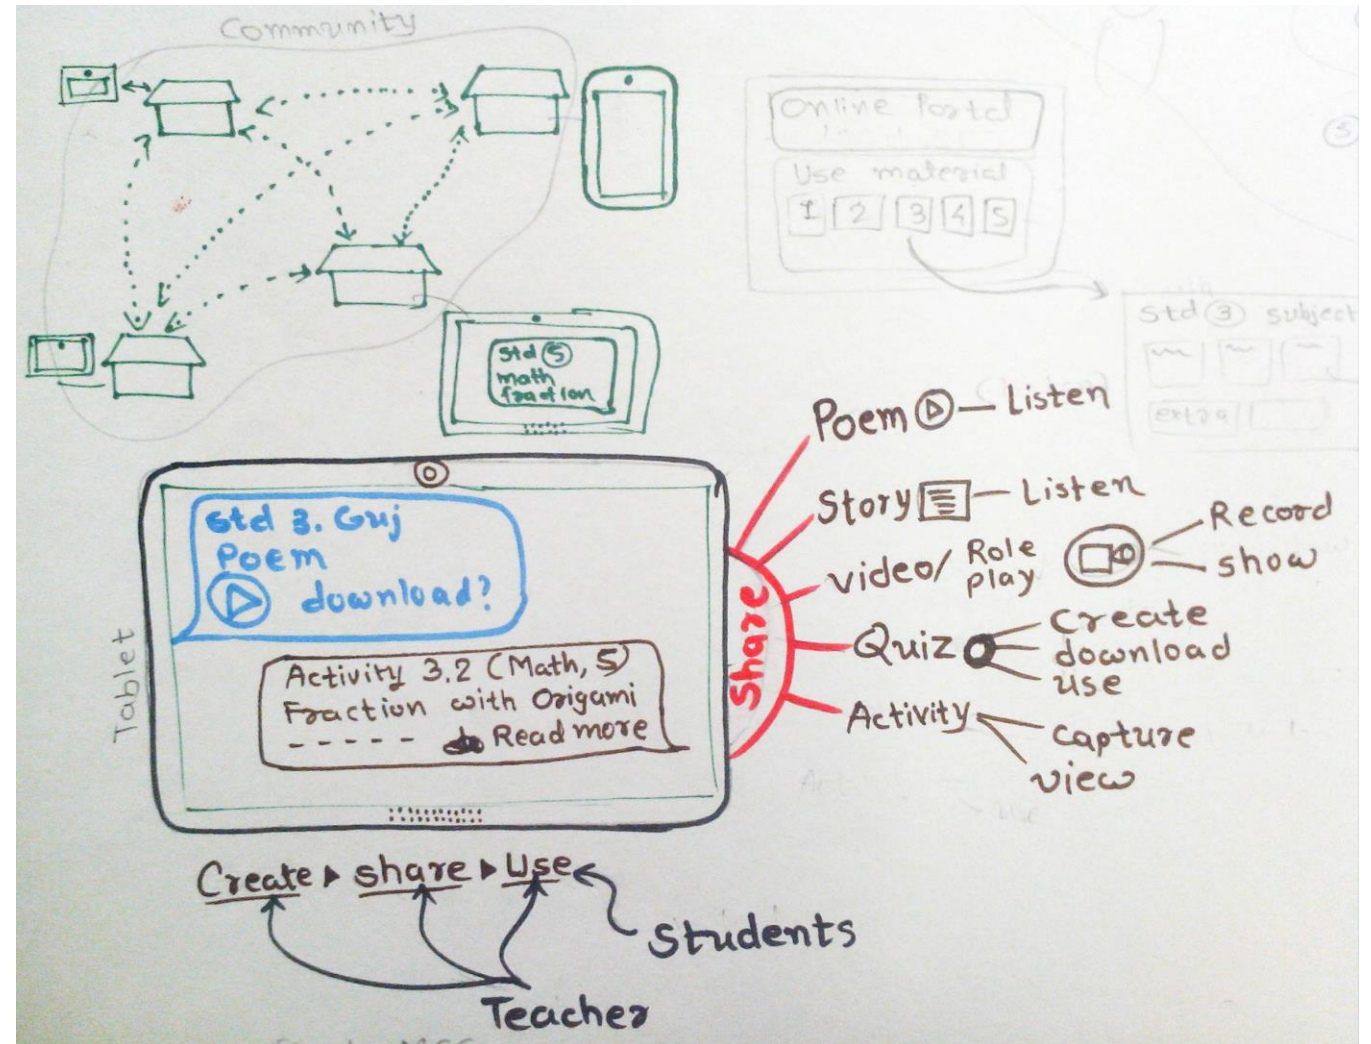 Community
Online Portal
Use material
1 2 3 4 5
Std 3 subject
extra
Std 5
math
fraction
Std 3. Guj
Poem
download?
Activity 3.2 (Math, 5)
Fraction with Origami
----- Read more
Tablet
Share
Poem — Listen
Story — Listen
video/ Role play
Record
show
Quiz
create
download
use
Activity
capture
view
Create ▸ share ▸ Use
Students
Teacher